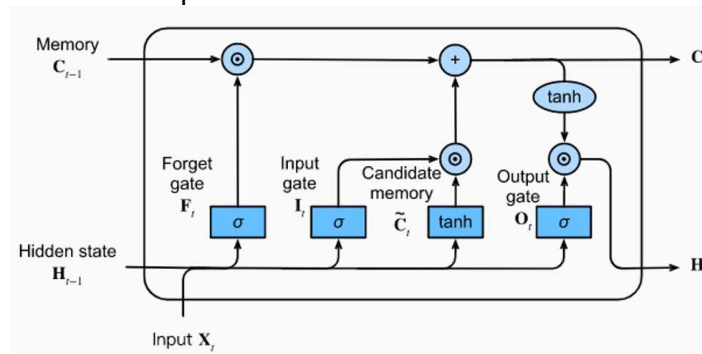 Memory
C_{t-1}
C
tanh
Forget
gate
F_t
Input
gate
I_t
Candidate
memory
C̃_t
Output
gate
O_t
σ
σ
tanh
σ
Hidden state
H_{t-1}
H
Input X_t
+